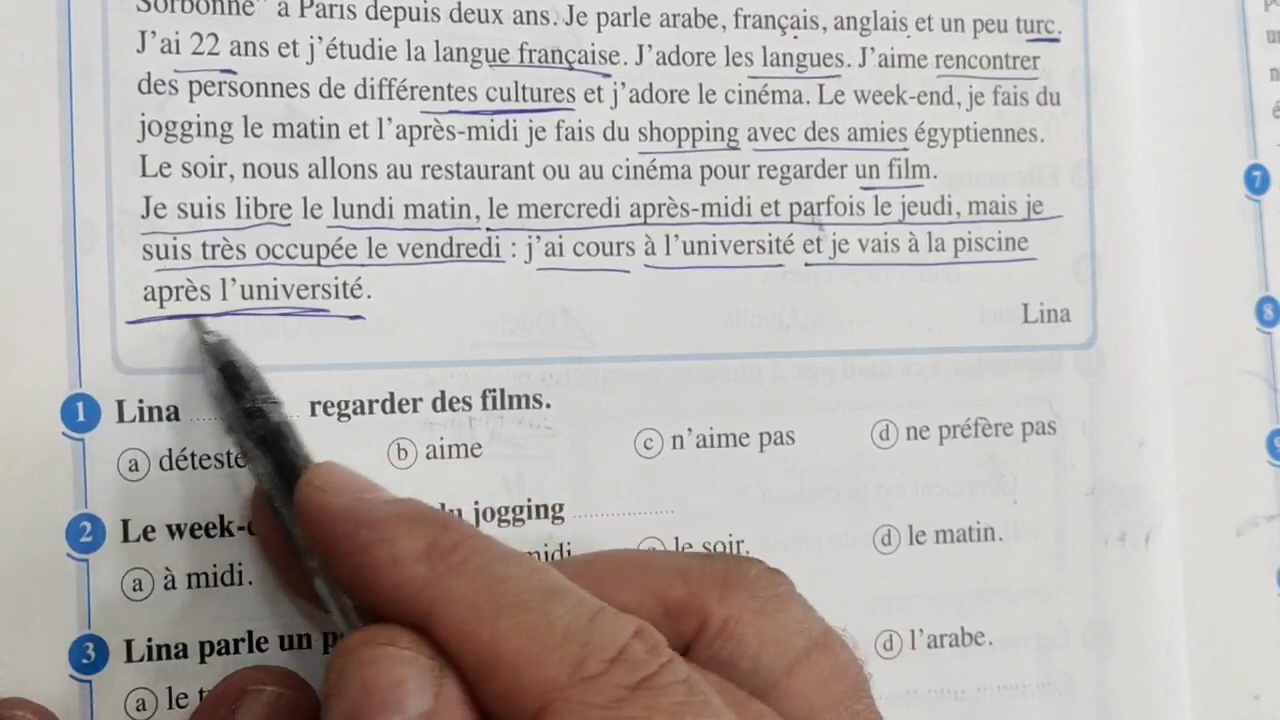 Sorbonne" à Paris depuis deux ans. Je parle arabe, français, anglais et un peu turc.
J'ai 22 ans et j'étudie la langue française. J'adore les langues. J'aime rencontrer
des personnes de différentes cultures et j'adore le cinéma. Le week-end, je fais du
jogging le matin et l'après-midi je fais du shopping avec des amies égyptiennes.
Le soir, nous allons au restaurant ou au cinéma pour regarder un film.
Je suis libre le lundi matin, le mercredi après-midi et parfois le jeudi, mais je
suis très occupée le vendredi : j'ai cours à l'université et je vais à la piscine
après l'université.
Lina
1 Lina ............ regarder des films.
a déteste b aime c n'aime pas d ne préfère pas
2 Le week- jogging ............
a à midi. midi c le soir. d le matin.
3 Lina parle un
a le d l'arabe.
7
8